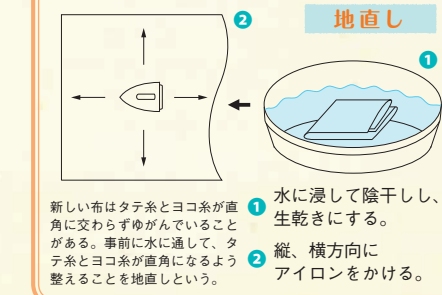 地直し
❶
❷
❶ 水に浸して陰干しし、
生乾きにする。
❷ 縦、横方向に
アイロンをかける。
新しい布はタテ糸とヨコ糸が直
角に交わらずゆがんでいること
がある。事前に水に通して、タ
テ糸とヨコ糸が直角になるよう
整えることを地直しという。